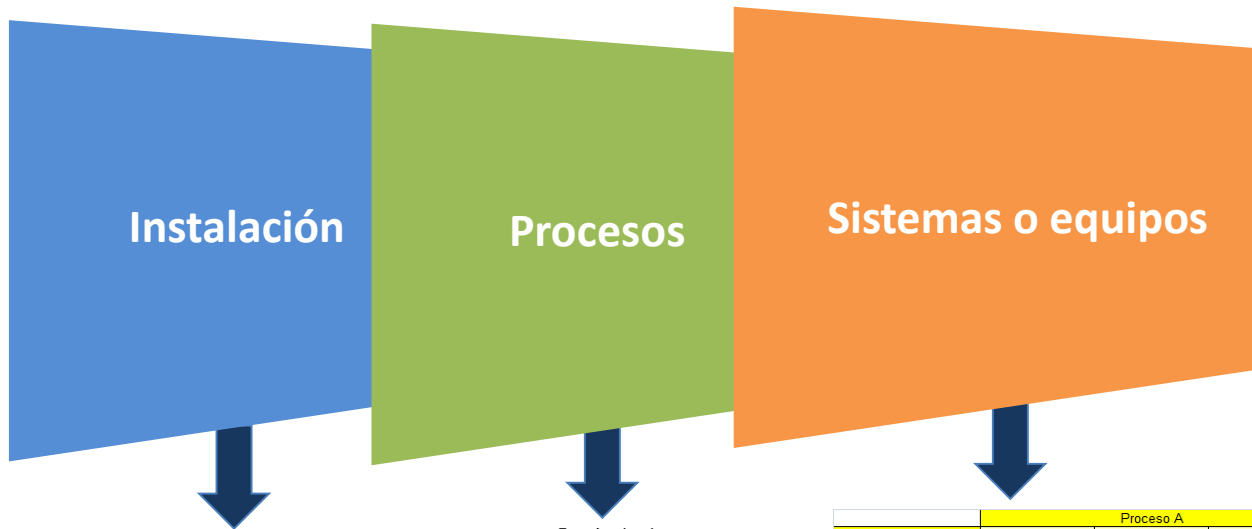 Instalación
Procesos
Sistemas o equipos
Proceso A